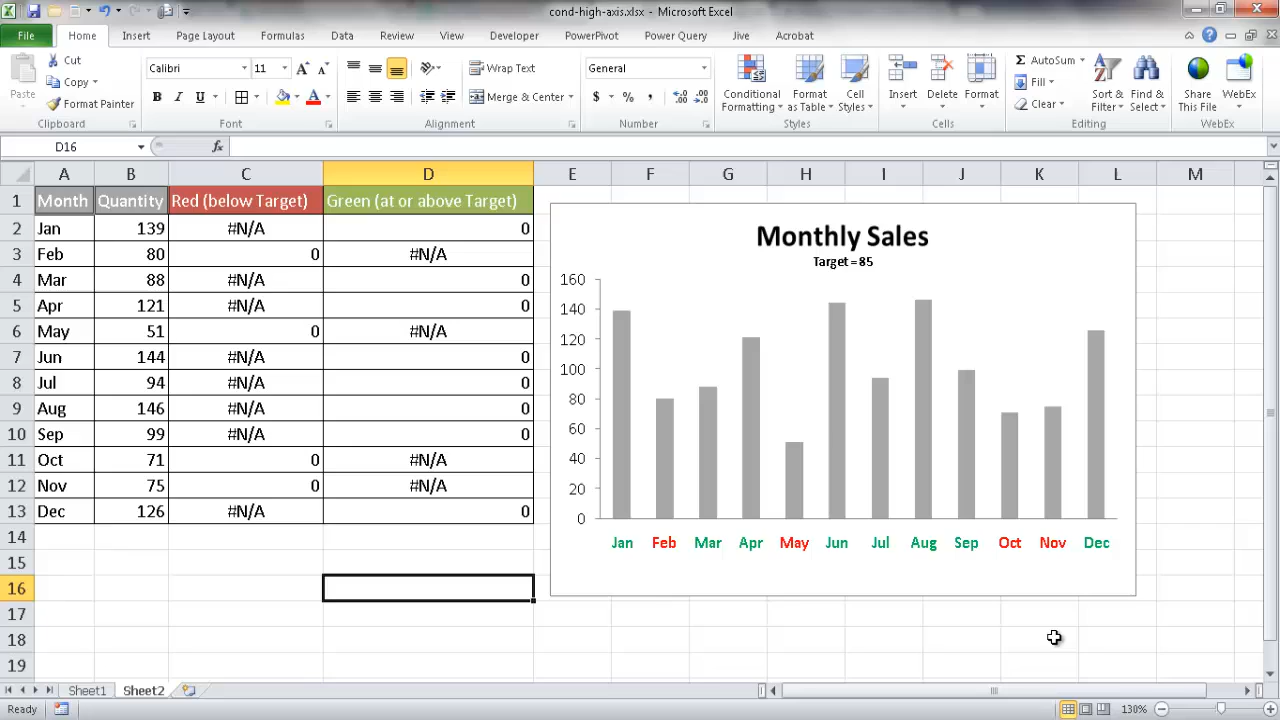 cond-high-axis.xlsx - Microsoft Excel
File Home Insert Page Layout Formulas Data Review View Developer PowerPivot Power Query Jive Acrobat
Paste
Cut
Copy
Format Painter
Clipboard
Calibri 11
B I U
Font
Wrap Text
Merge & Center
Alignment
General
$ % ,
Number
Conditional Formatting
Format as Table
Cell Styles
Styles
Insert Delete Format
Cells
AutoSum
Fill
Clear
Sort & Filter
Find & Select
Editing
Share This File
WebEx
WebEx
D16 fx
A B C D E F G H I J K L M
1 Month Quantity Red (below Target) Green (at or above Target)
2 Jan 139 #N/A 0
3 Feb 80 0 #N/A
4 Mar 88 #N/A 0
5 Apr 121 #N/A 0
6 May 51 0 #N/A
7 Jun 144 #N/A 0
8 Jul 94 #N/A 0
9 Aug 146 #N/A 0
10 Sep 99 #N/A 0
11 Oct 71 0 #N/A
12 Nov 75 0 #N/A
13 Dec 126 #N/A 0
14
15
16
17
18
19
Monthly Sales
Target = 85
160
140
120
100
80
60
40
20
0
Jan Feb Mar Apr May Jun Jul Aug Sep Oct Nov Dec
Sheet1 Sheet2
Ready 130%